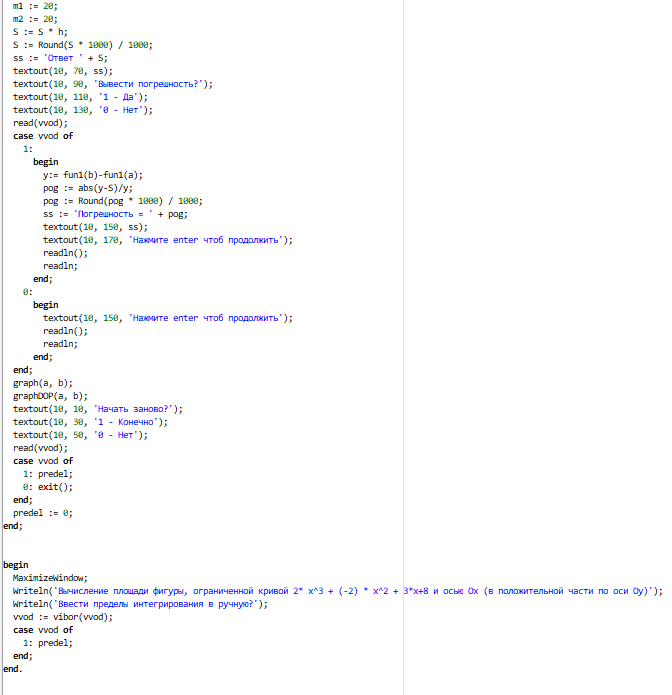 m1 := 20;
m2 := 20;
S := S * h;
S := Round(S * 1000) / 1000;
ss := 'Ответ ' + S;
textout(10, 70, ss);
textout(10, 90, 'Вывести погрешность?');
textout(10, 110, '1 - Да');
textout(10, 130, '0 - Нет');
read(vvod);
case vvod of
1:
begin
y:= fun1(b)-fun1(a);
pog := abs(y-S)/y;
pog := Round(pog * 1000) / 1000;
ss := 'Погрешность = ' + pog;
textout(10, 150, ss);
textout(10, 170, 'Нажмите enter чтоб продолжить');
readln();
readln;
end;
0:
begin
textout(10, 150, 'Нажмите enter чтоб продолжить');
readln();
readln;
end;
end;
graph(a, b);
graphDOP(a, b);
textout(10, 10, 'Начать заново?');
textout(10, 30, '1 - Конечно');
textout(10, 50, '0 - Нет');
read(vvod);
case vvod of
1: predel;
0: exit();
end;
predel := 0;
end;
begin
MaximizeWindow;
Writeln('Вычисление площади фигуры, ограниченной кривой 2* x^3 + (-2) * x^2 + 3*x+8 и осью Ox (в положительной части по оси Oy)');
Writeln('Ввести пределы интегрирования в ручную?');
vvod := vibor(vvod);
case vvod of
1: predel;
end;
end.